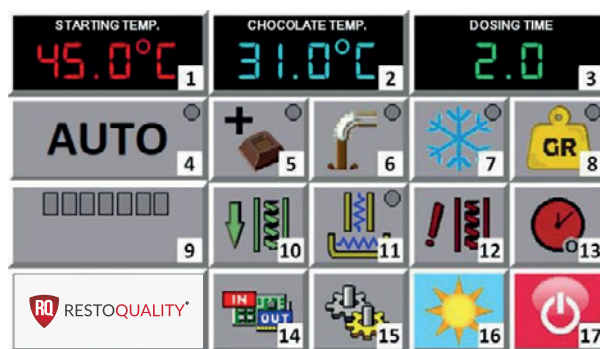 STARTING TEMP. CHOCOLATE TEMP. DOSING TIME
45.0°C 1 31.0°C 2 2.0 3
AUTO 4 5 6 7 GR 8
9 10 11 12 13
RQ RESTOQUALITY IN OUT 14 15 16 17